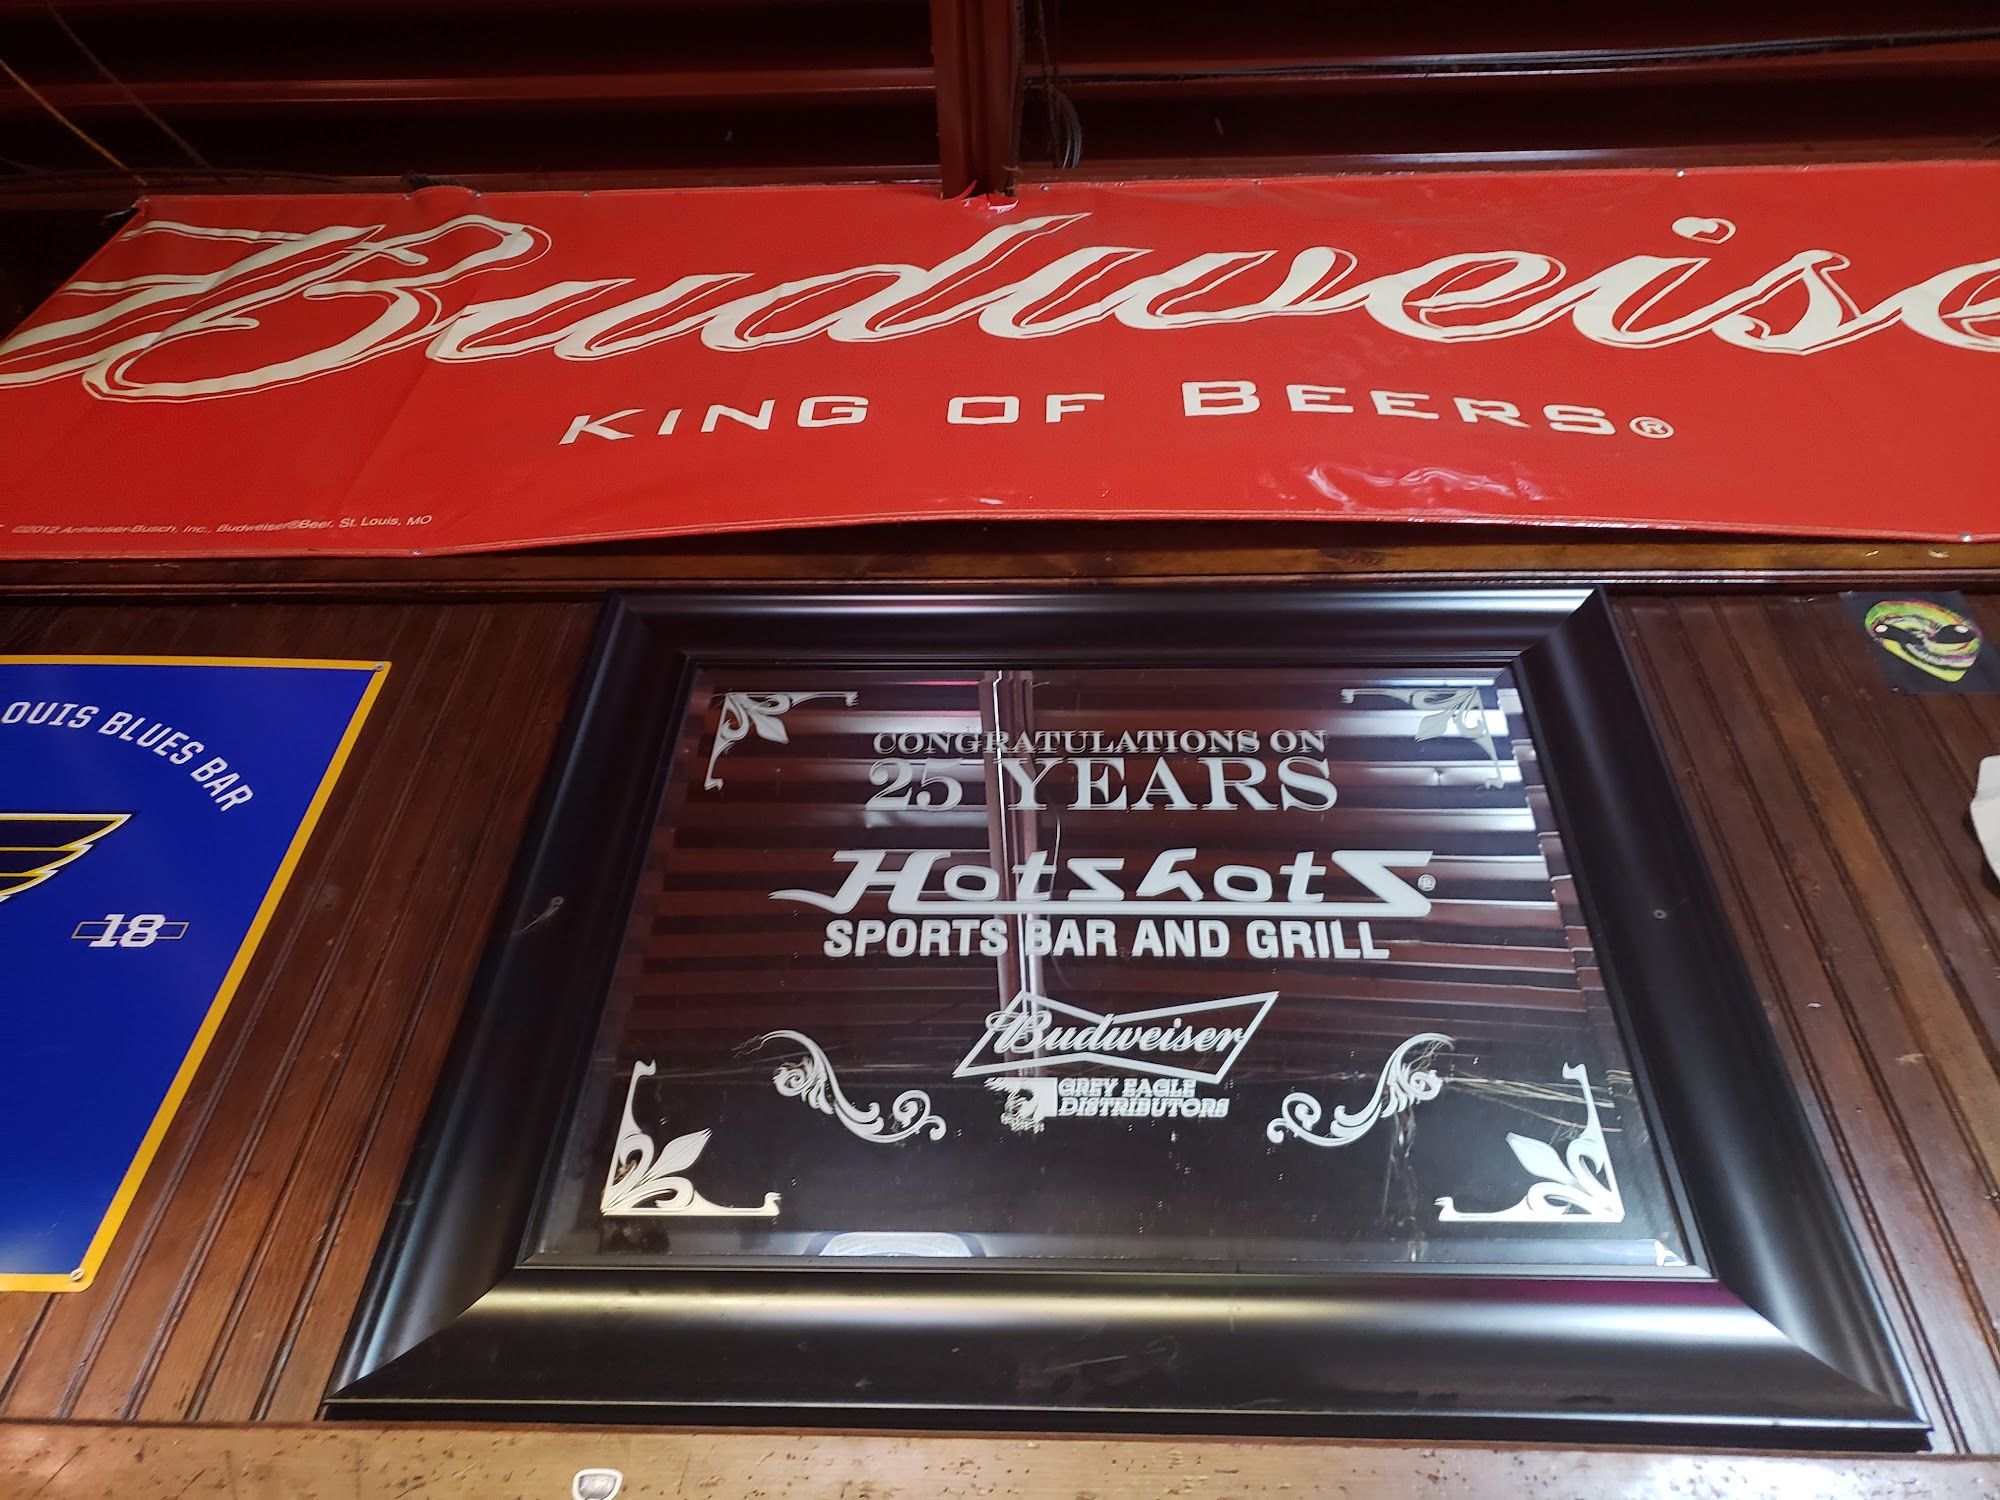 Budweise
KING OF BEERS®
©2012 Anheuser-Busch, Inc., Budweiser®Beer, St. Louis, MO
OUIS BLUES BAR
18
CONGRATULATIONS ON
25 YEARS
HotshotS®
SPORTS BAR AND GRILL
Budweiser
GREY EAGLE
DISTRIBUTORS